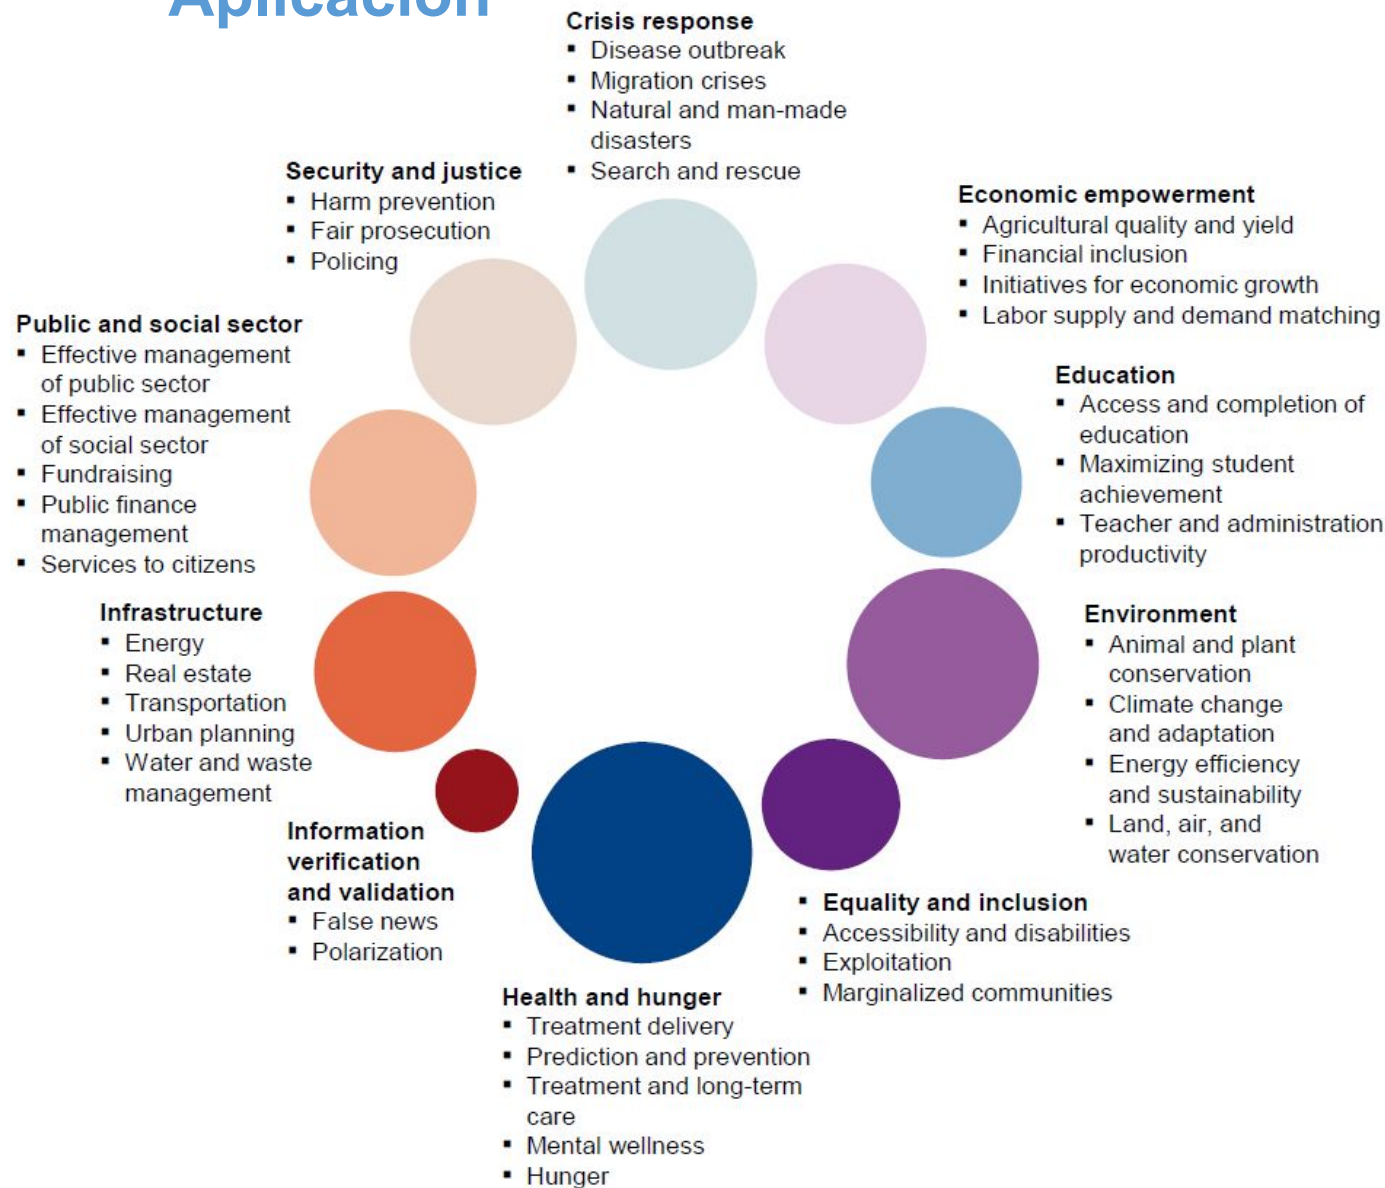 Aplicación
Crisis response
▪ Disease outbreak
▪ Migration crises
▪ Natural and man-made
disasters
▪ Search and rescue
Security and justice
▪ Harm prevention
▪ Fair prosecution
▪ Policing
Economic empowerment
▪ Agricultural quality and yield
▪ Financial inclusion
▪ Initiatives for economic growth
▪ Labor supply and demand matching
Public and social sector
▪ Effective management
of public sector
▪ Effective management
of social sector
▪ Fundraising
▪ Public finance
management
▪ Services to citizens
Education
▪ Access and completion of
education
▪ Maximizing student
achievement
▪ Teacher and administration
productivity
Infrastructure
▪ Energy
▪ Real estate
▪ Transportation
▪ Urban planning
▪ Water and waste
management
Environment
▪ Animal and plant
conservation
▪ Climate change
and adaptation
▪ Energy efficiency
and sustainability
▪ Land, air, and
water conservation
Information
verification
and validation
▪ False news
▪ Polarization
▪ Equality and inclusion
▪ Accessibility and disabilities
▪ Exploitation
▪ Marginalized communities
Health and hunger
▪ Treatment delivery
▪ Prediction and prevention
▪ Treatment and long-term
care
▪ Mental wellness
▪ Hunger